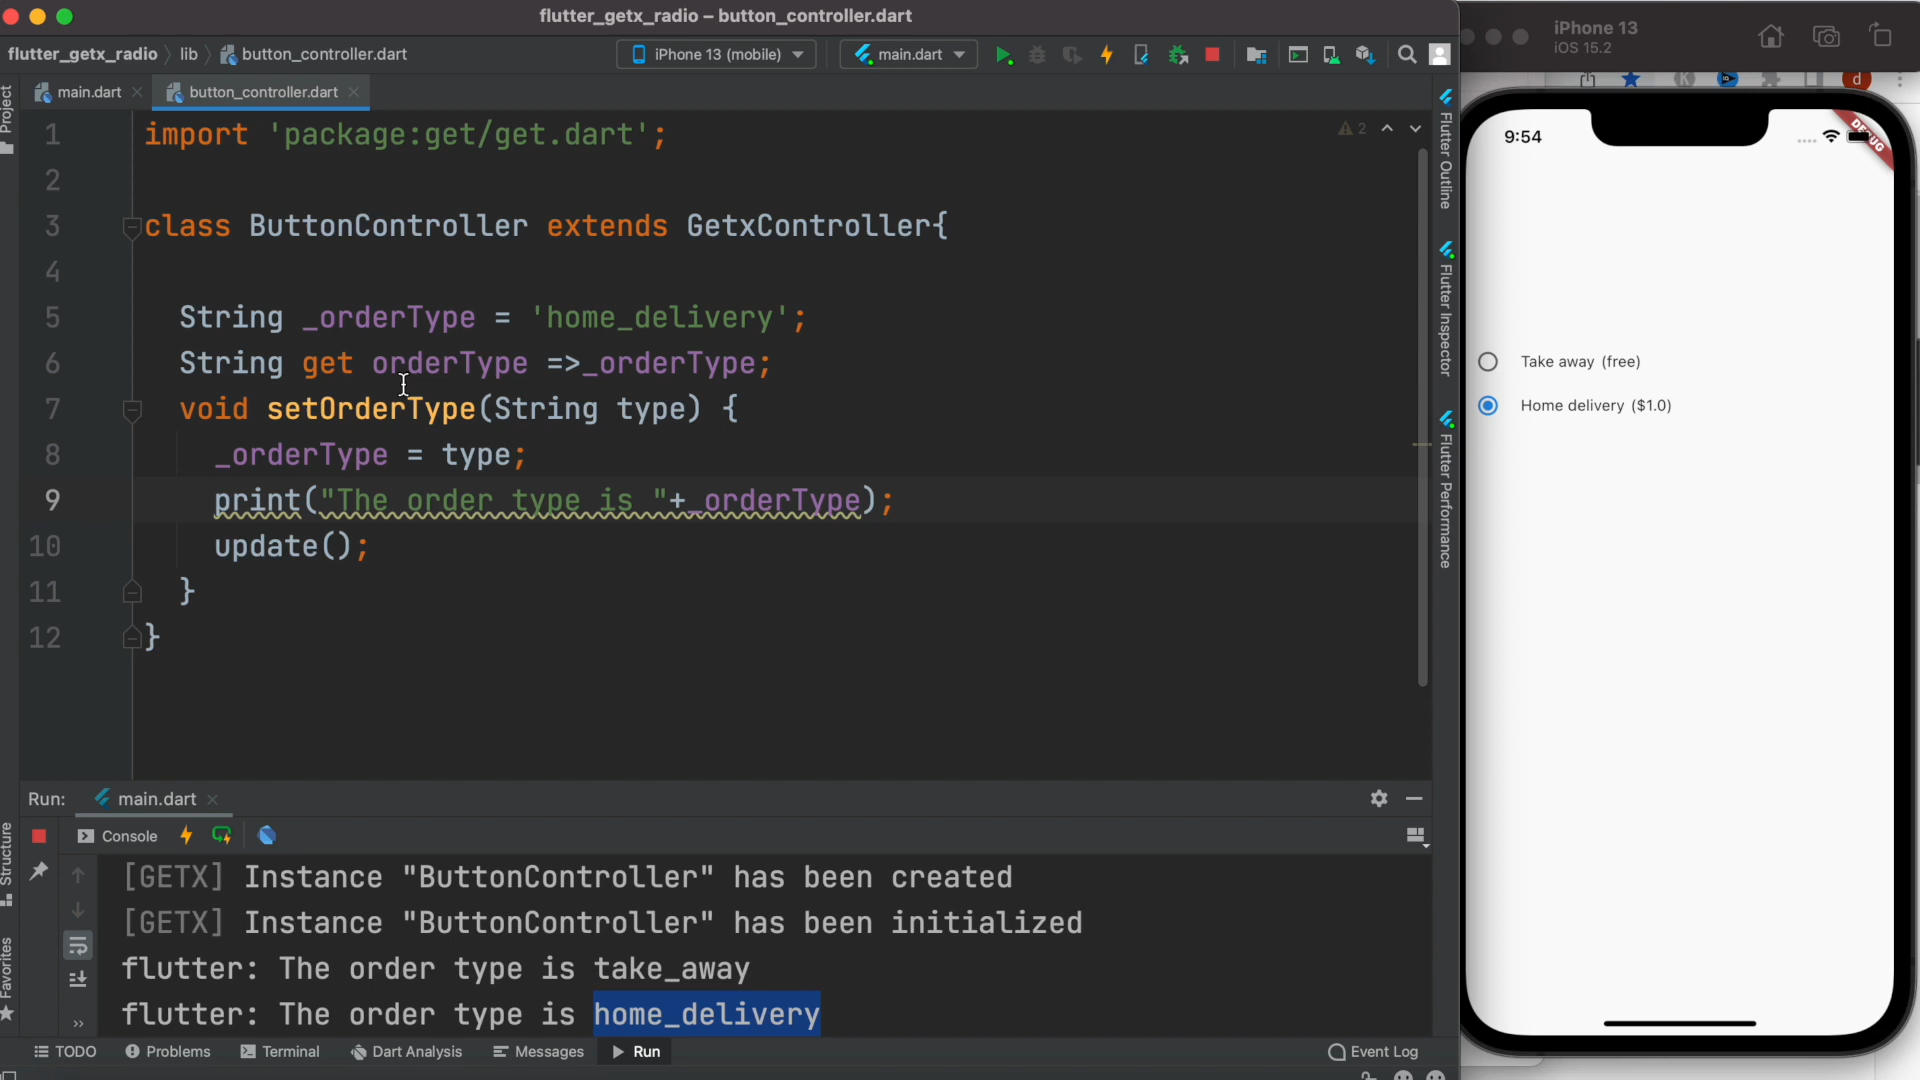 flutter_getx_radio – button_controller.dart
flutter_getx_radio lib button_controller.dart
iPhone 13 (mobile) main.dart
main.dart button_controller.dart
Project
1 import 'package:get/get.dart';
2
3 class ButtonController extends GetxController{
4
5 String _orderType = 'home_delivery';
6 String get orderType =>_orderType;
7 void setOrderType(String type) {
8 _orderType = type;
9 print("The order type is "+_orderType);
10 update();
11 }
12 }
2
Flutter Outline
Flutter Inspector
Flutter Performance
Run: main.dart
Console
Structure
Favorites
[GETX] Instance "ButtonController" has been created
[GETX] Instance "ButtonController" has been initialized
flutter: The order type is take_away
flutter: The order type is home_delivery
TODO Problems Terminal Dart Analysis Messages Run Event Log
iPhone 13
iOS 15.2
K
d
9:54
DEBUG
Take away (free)
Home delivery ($1.0)